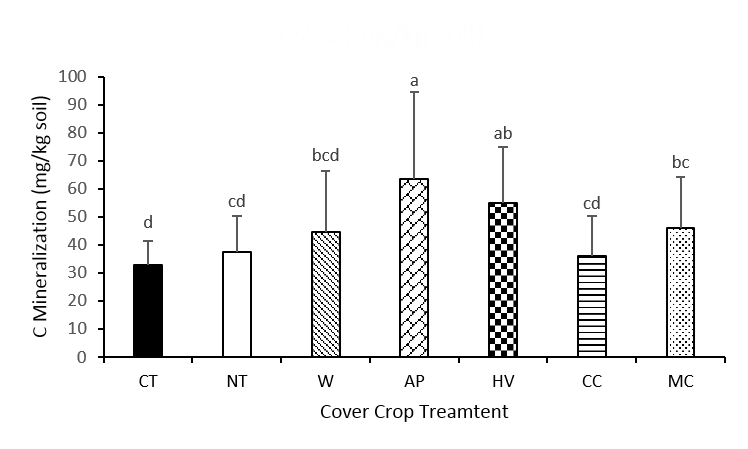 100
90
80
70
60
50
40
30
20
10
0
C Mineralization (mg/kg soil)
d
cd
bcd
a
ab
cd
bc
CT NT W AP HV CC MC
Cover Crop Treamtent